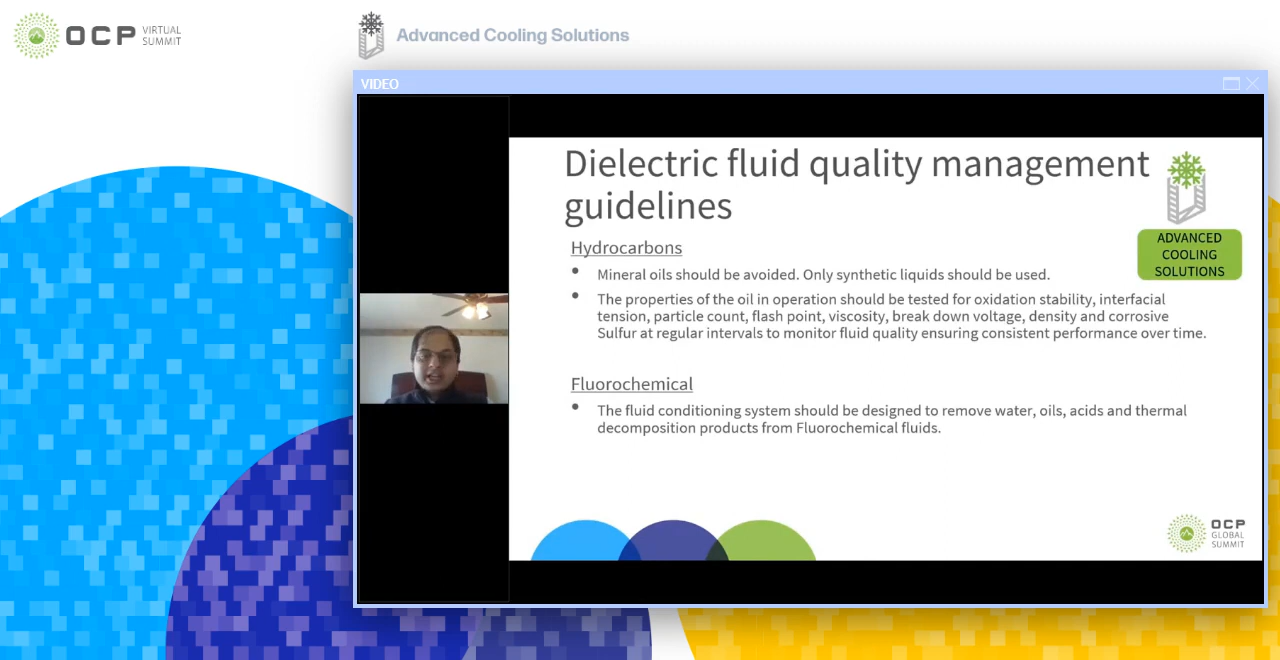 OCP VIRTUAL
SUMMIT
Advanced Cooling Solutions
VIDEO
Dielectric fluid quality management
guidelines
ADVANCED
COOLING
SOLUTIONS
Hydrocarbons
• Mineral oils should be avoided. Only synthetic liquids should be used.
• The properties of the oil in operation should be tested for oxidation stability, interfacial
tension, particle count, flash point, viscosity, break down voltage, density and corrosive
Sulfur at regular intervals to monitor fluid quality ensuring consistent performance over time.
Fluorochemical
• The fluid conditioning system should be designed to remove water, oils, acids and thermal
decomposition products from Fluorochemical fluids.
OCP
GLOBAL
SUMMIT